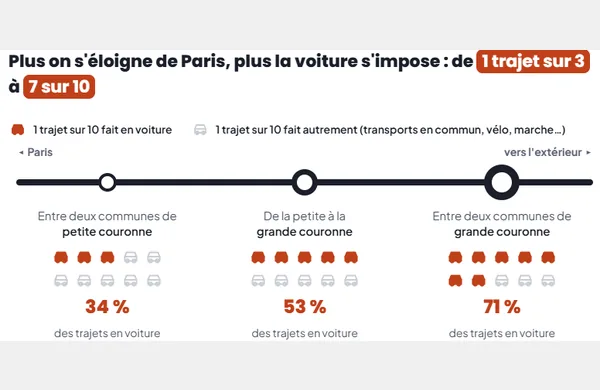 Plus on s'éloigne de Paris, plus la voiture s'impose : de 1 trajet sur 3
à 7 sur 10
1 trajet sur 10 fait en voiture
1 trajet sur 10 fait autrement (transports en commun, vélo, marche…)
◂ Paris
vers l'extérieur ▸
Entre deux communes de
petite couronne
34 %
des trajets en voiture
De la petite à la
grande couronne
53 %
des trajets en voiture
Entre deux communes de
grande couronne
71 %
des trajets en voiture